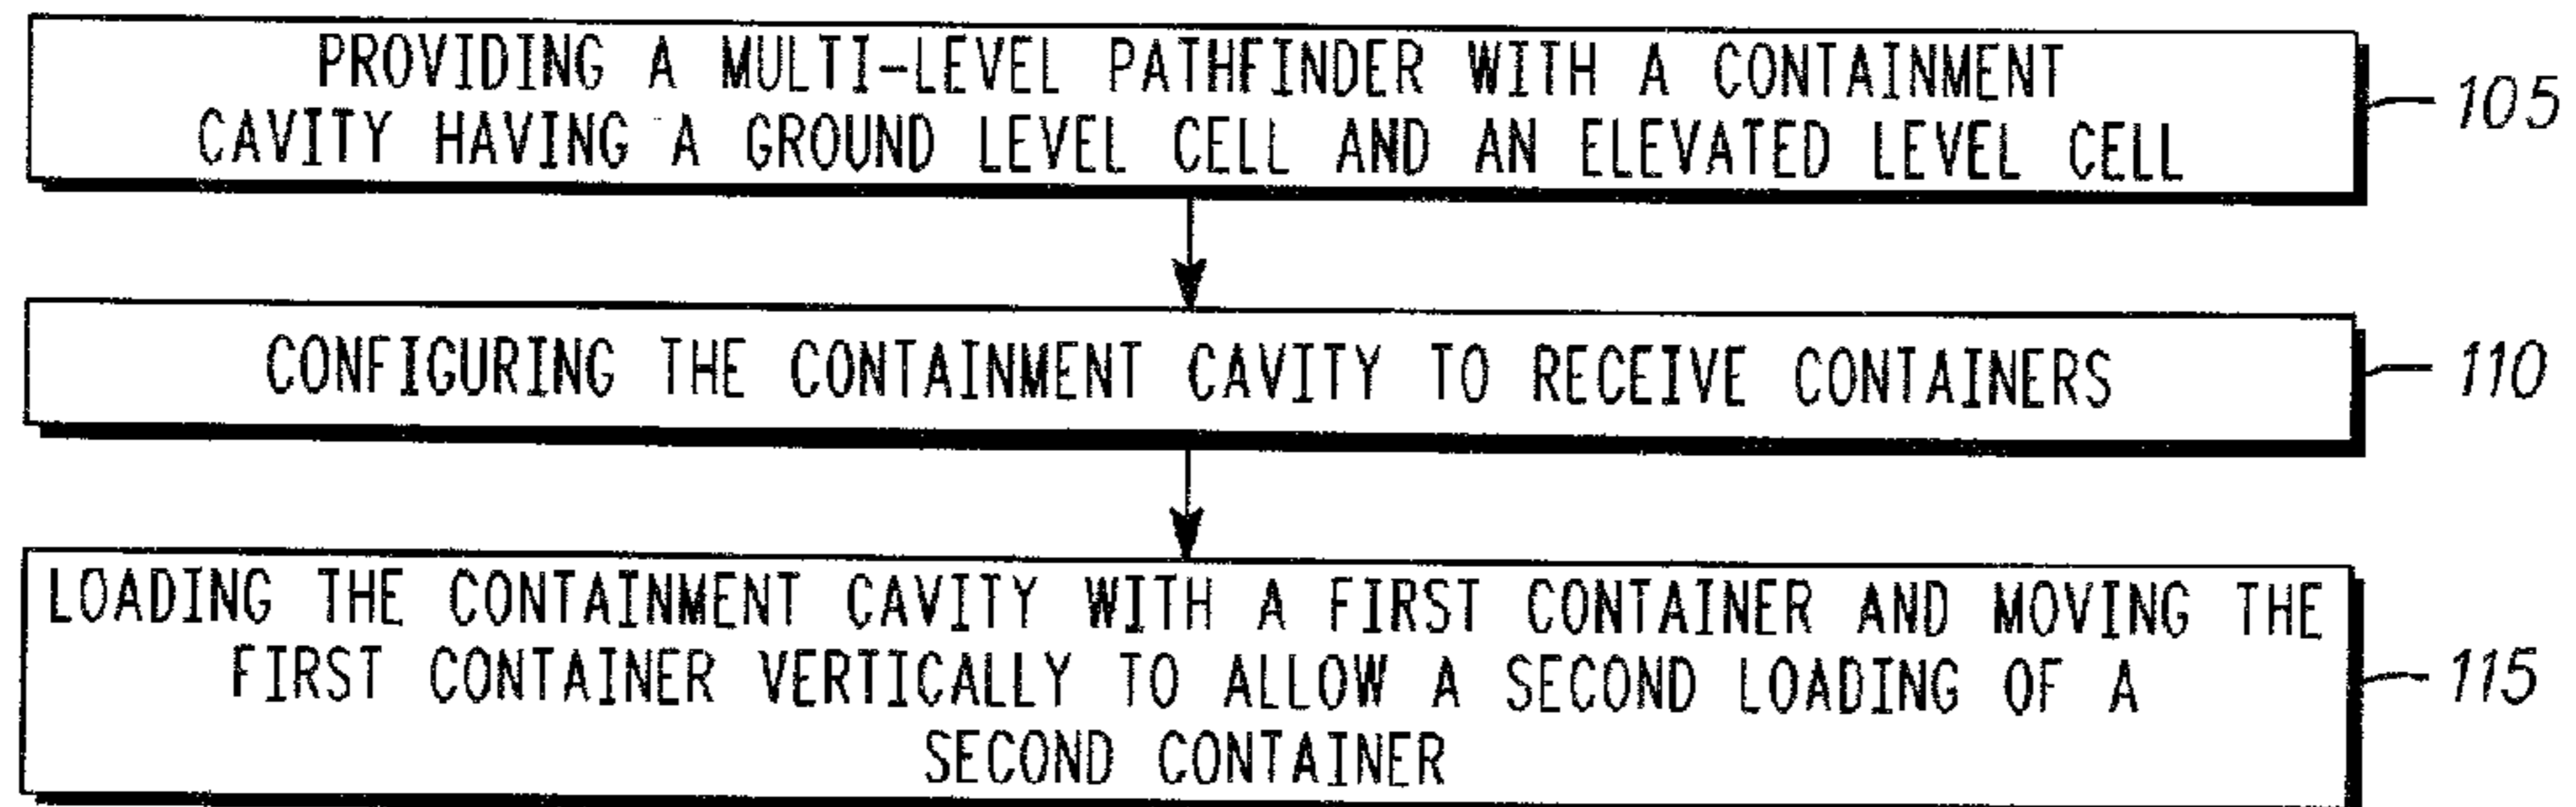 PROVIDING A MULTI-LEVEL PATHFINDER WITH A CONTAINMENT
CAVITY HAVING A GROUND LEVEL CELL AND AN ELEVATED LEVEL CELL
105
CONFIGURING THE CONTAINMENT CAVITY TO RECEIVE CONTAINERS
110
LOADING THE CONTAINMENT CAVITY WITH A FIRST CONTAINER AND MOVING THE
FIRST CONTAINER VERTICALLY TO ALLOW A SECOND LOADING OF A
SECOND CONTAINER
115